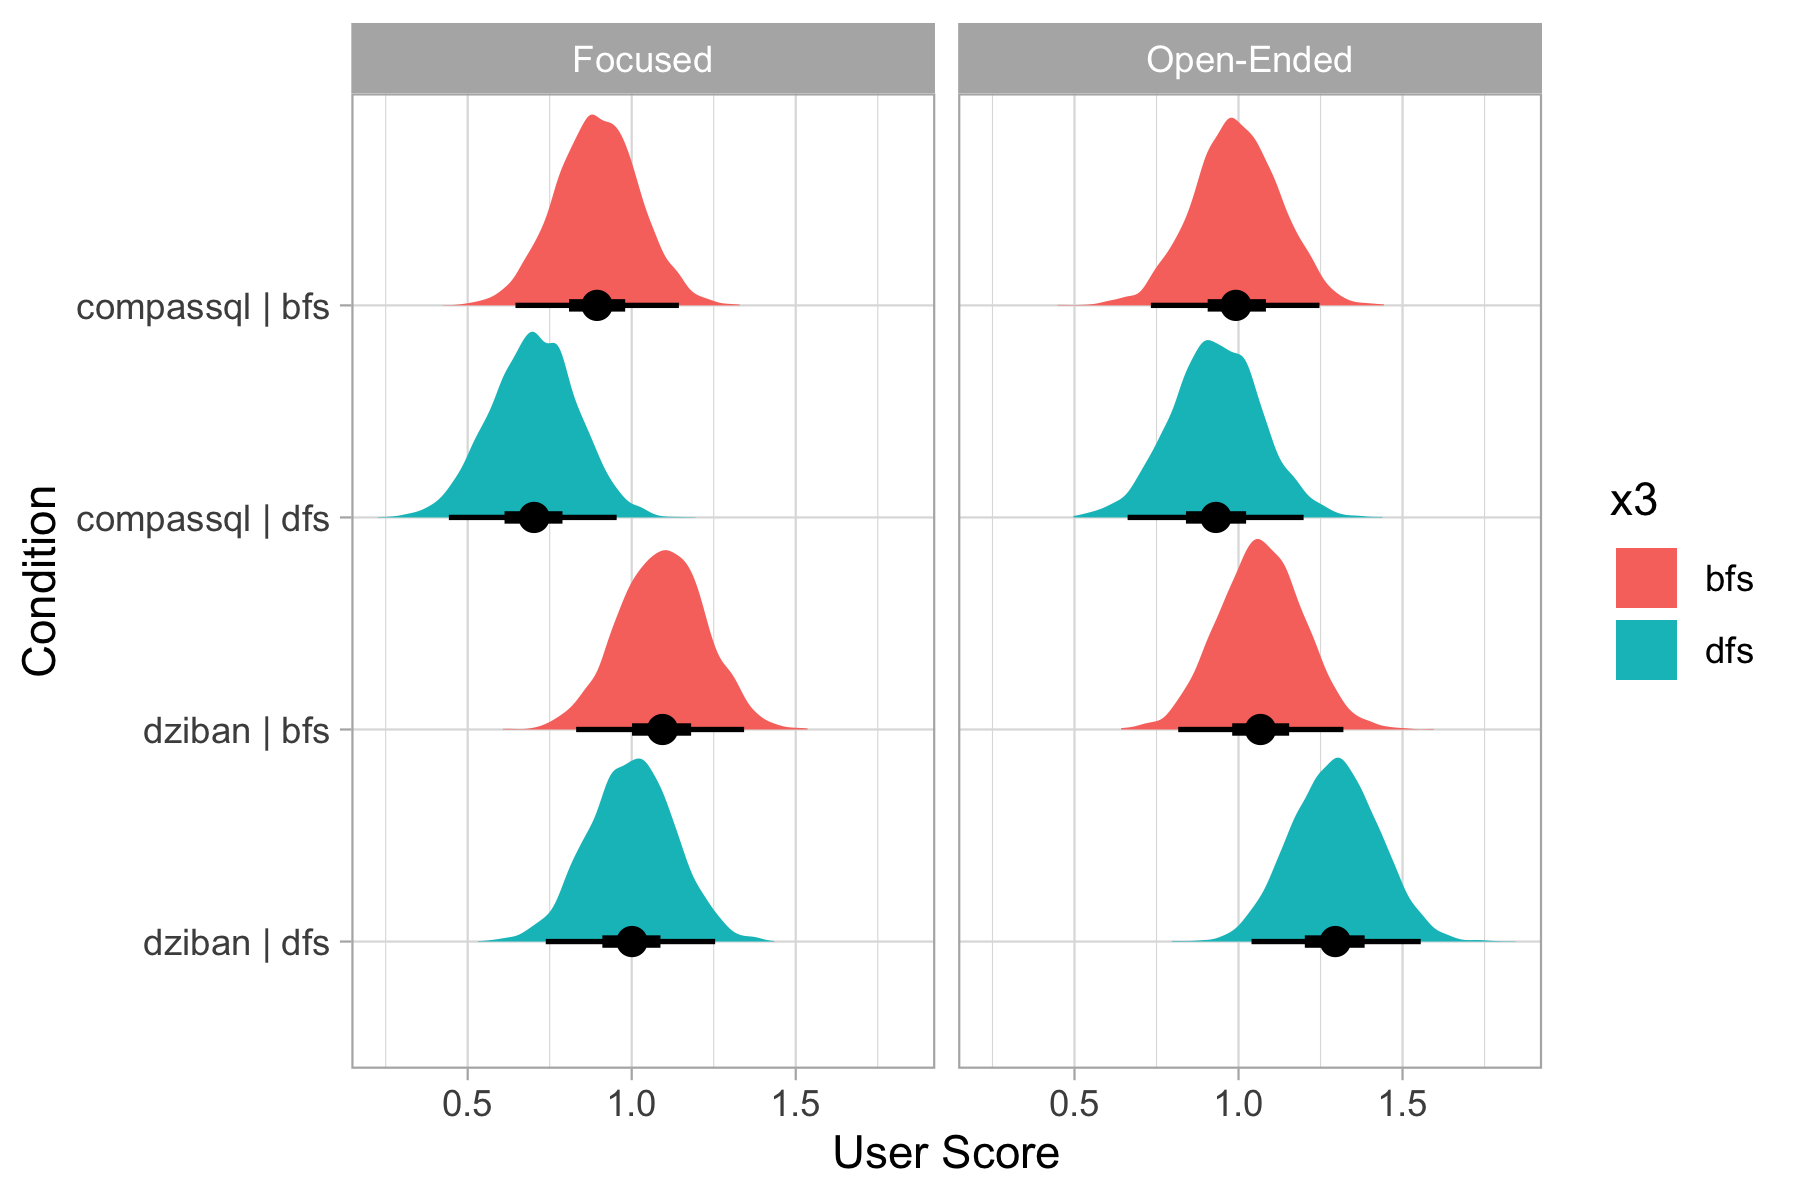 Focused
Open-Ended
compassql | bfs
compassql | dfs
dziban | bfs
dziban | dfs
Condition
0.5
1.0
1.5
0.5
1.0
1.5
User Score
x3
bfs
dfs